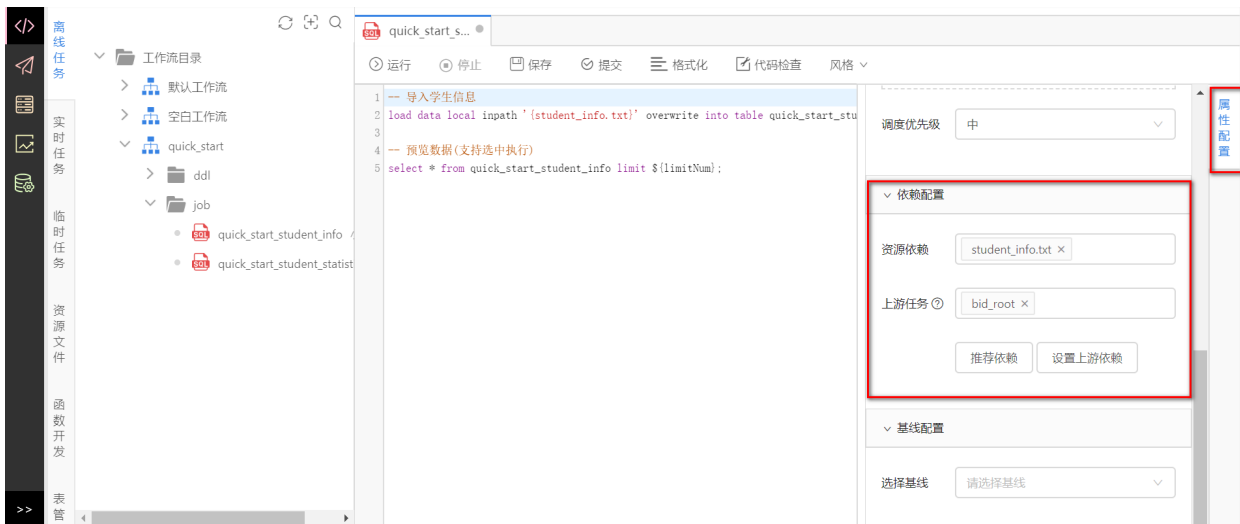 离线任务
实时任务
临时任务
资源文件
函数开发
表管
>>
工作流目录
默认工作流
空白工作流
quick_start
ddl
job
quick_start_student_info
quick_start_student_statist
quick_start_s...
运行 停止 保存 提交 格式化 代码检查 风格
1 -- 导入学生信息
2 load data local inpath '{student_info.txt}' overwrite into table quick_start_stu
3
4 -- 预览数据(支持选中执行)
5 select * from quick_start_student_info limit ${limitNum};
调度优先级 中
依赖配置
资源依赖 student_info.txt ×
上游任务 ? bid_root ×
推荐依赖 设置上游依赖
基线配置
选择基线 请选择基线
属性配置